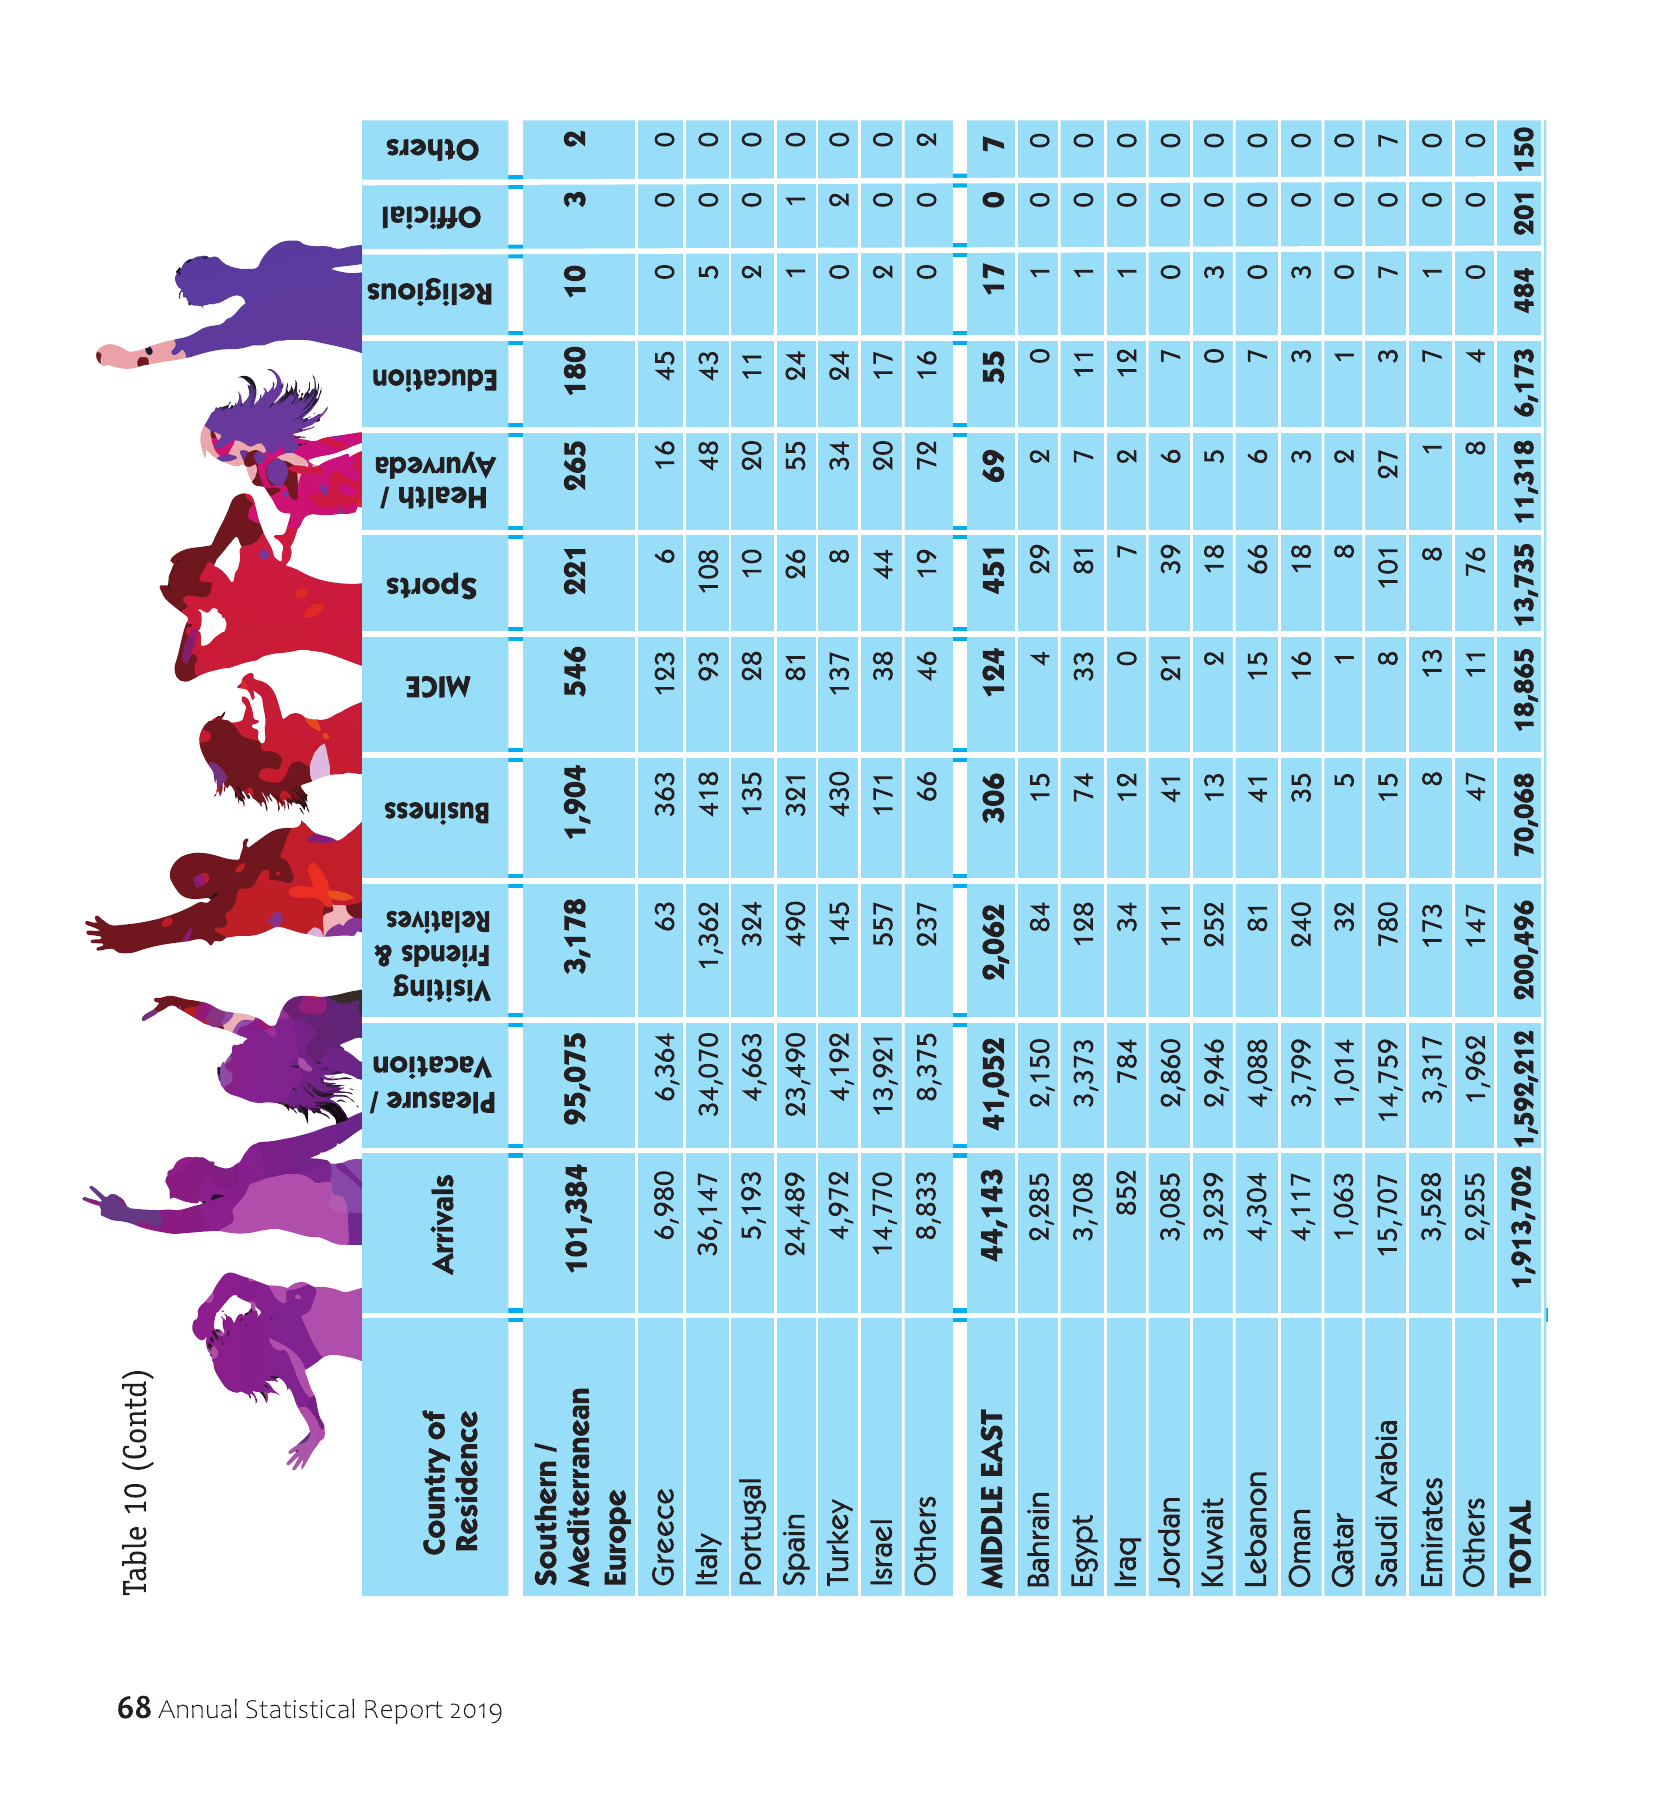 Table 10 (Contd)
Country of Residence Arrivals Pleasure / Vacation Visiting Friends & Relatives Business MICE Sports Health / Ayurveda Education Religious Official Others
Southern / Mediterranean Europe 101,384 95,075 3,178 1,904 546 221 265 180 10 3 2
Greece 6,980 6,364 63 363 123 6 16 45 0 0 0
Italy 36,147 34,070 1,362 418 93 108 48 43 5 0 0
Portugal 5,193 4,663 324 135 28 10 20 11 2 0 0
Spain 24,489 23,490 490 321 81 26 55 24 1 1 0
Turkey 4,972 4,192 145 430 137 8 34 24 0 2 0
Israel 14,770 13,921 557 171 38 44 20 17 2 0 0
Others 8,833 8,375 237 66 46 19 72 16 0 0 2
MIDDLE EAST 44,143 41,052 2,062 306 124 451 69 55 17 0 7
Bahrain 2,285 2,150 84 15 4 29 2 0 1 0 0
Egypt 3,708 3,373 128 74 33 81 7 11 1 0 0
Iraq 852 784 34 12 0 7 2 12 1 0 0
Jordan 3,085 2,860 111 41 21 39 6 7 0 0 0
Kuwait 3,239 2,946 252 13 2 18 5 0 3 0 0
Lebanon 4,304 4,088 81 41 15 66 6 7 0 0 0
Oman 4,117 3,799 240 35 16 18 3 3 3 0 0
Qatar 1,063 1,014 32 5 1 8 2 1 0 0 0
Saudi Arabia 15,707 14,759 780 15 8 101 27 3 7 0 7
Emirates 3,528 3,317 173 8 13 8 1 7 1 0 0
Others 2,255 1,962 147 47 11 76 8 4 0 0 0
TOTAL 1,913,702 1,592,212 200,496 70,068 18,865 13,735 11,318 6,173 484 201 150
68 Annual Statistical Report 2019